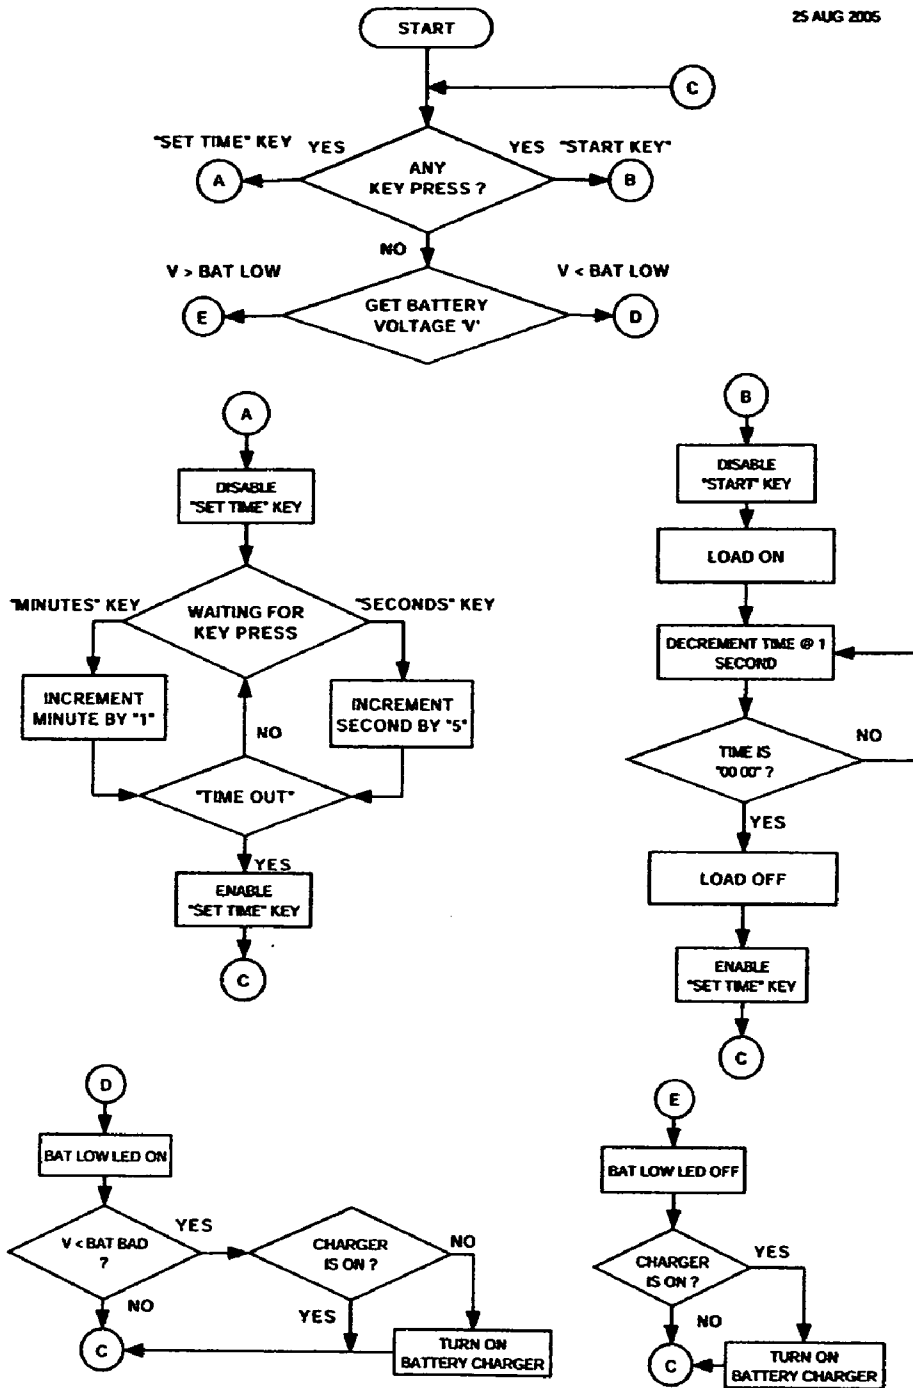 25 AUG 2005
START
C
"SET TIME" KEY
YES
YES
"START KEY"
ANY
KEY PRESS ?
A
B
NO
V > BAT LOW
V < BAT LOW
GET BATTERY
VOLTAGE 'V'
E
D
A
DISABLE
"SET TIME" KEY
"MINUTES" KEY
"SECONDS" KEY
WAITING FOR
KEY PRESS
INCREMENT
MINUTE BY "1"
INCREMENT
SECOND BY "5"
NO
"TIME OUT"
YES
ENABLE
"SET TIME" KEY
C
B
DISABLE
"START" KEY
LOAD ON
DECREMENT TIME @ 1
SECOND
TIME IS
"00 00" ?
NO
YES
LOAD OFF
ENABLE
"SET TIME" KEY
C
D
BAT LOW LED ON
V < BAT BAD
?
YES
CHARGER
IS ON ?
NO
NO
YES
C
TURN ON
BATTERY CHARGER
E
BAT LOW LED OFF
CHARGER
IS ON ?
YES
NO
C
TURN ON
BATTERY CHARGER